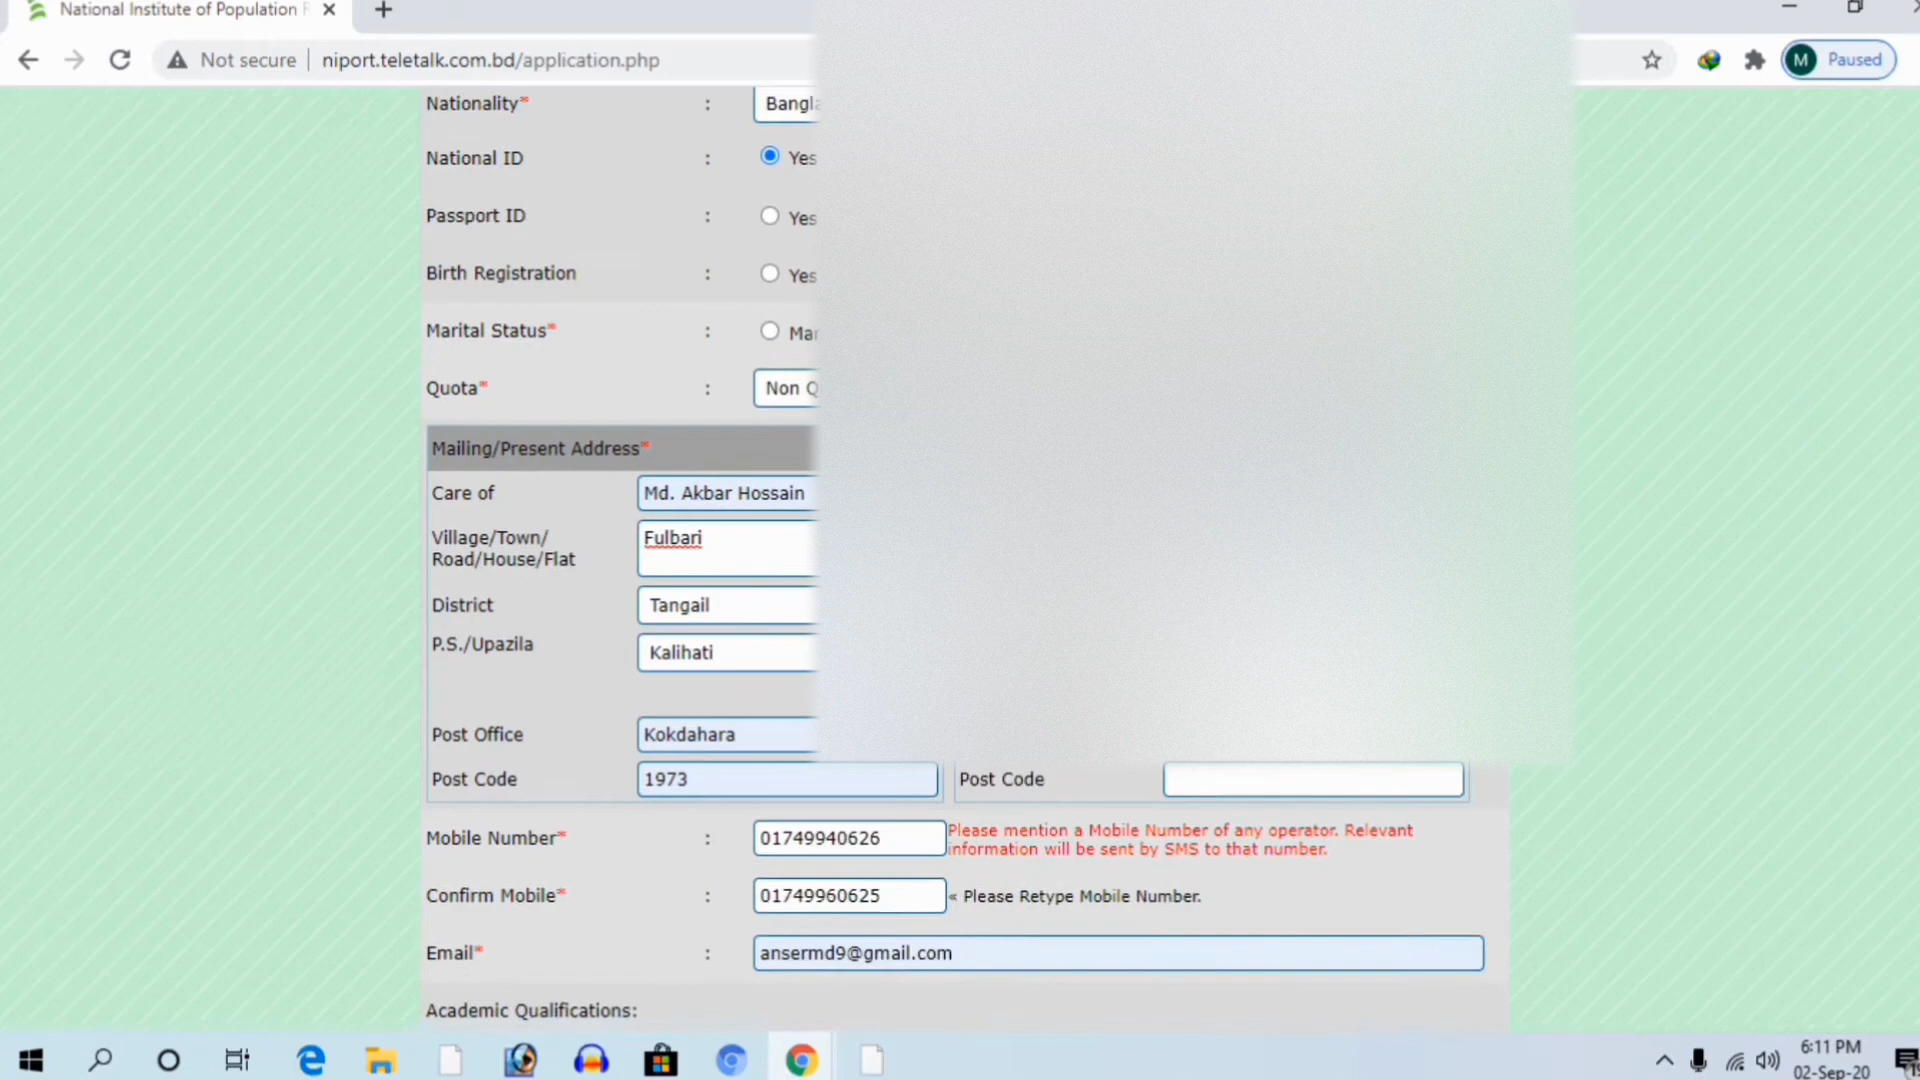 National Institute of Population
Not secure
niport.teletalk.com.bd/application.php
M Paused
Nationality* :
National ID : Yes
Passport ID : Yes
Birth Registration : Yes
Marital Status* :
Quota* : Non
Mailing/Present Address*
Care of Md. Akbar Hossain
Village/Town/
Road/House/Flat
Fulbari
District Tangail
P.S./Upazila Kalihati
Post Office Kokdahara
Post Code 1973 Post Code
Mobile Number* : 01749940626 Please mention a Mobile Number of any operator. Relevant
information will be sent by SMS to that number.
Confirm Mobile* : 01749960625 « Please Retype Mobile Number.
Email* : ansermd9@gmail.com
Academic Qualifications:
6:11 PM
02-Sep-20